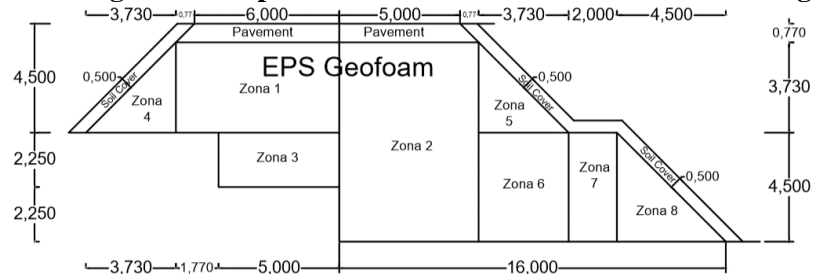 3,730 0.77 6,000 5,000 0.77 3,730 2,000 4,500
Pavement Pavement
0,770
4,500 0,500 Soil Cover EPS Geofoam Soil Cover 0,500 3,730
Zona 1
Zona
4
Zona
5
2,250 Zona 3 Zona 2 Zona 6 Zona
7
Soil Cover 0,500 4,500
2,250 Zona 8
3,730 1,770 5,000 16,000